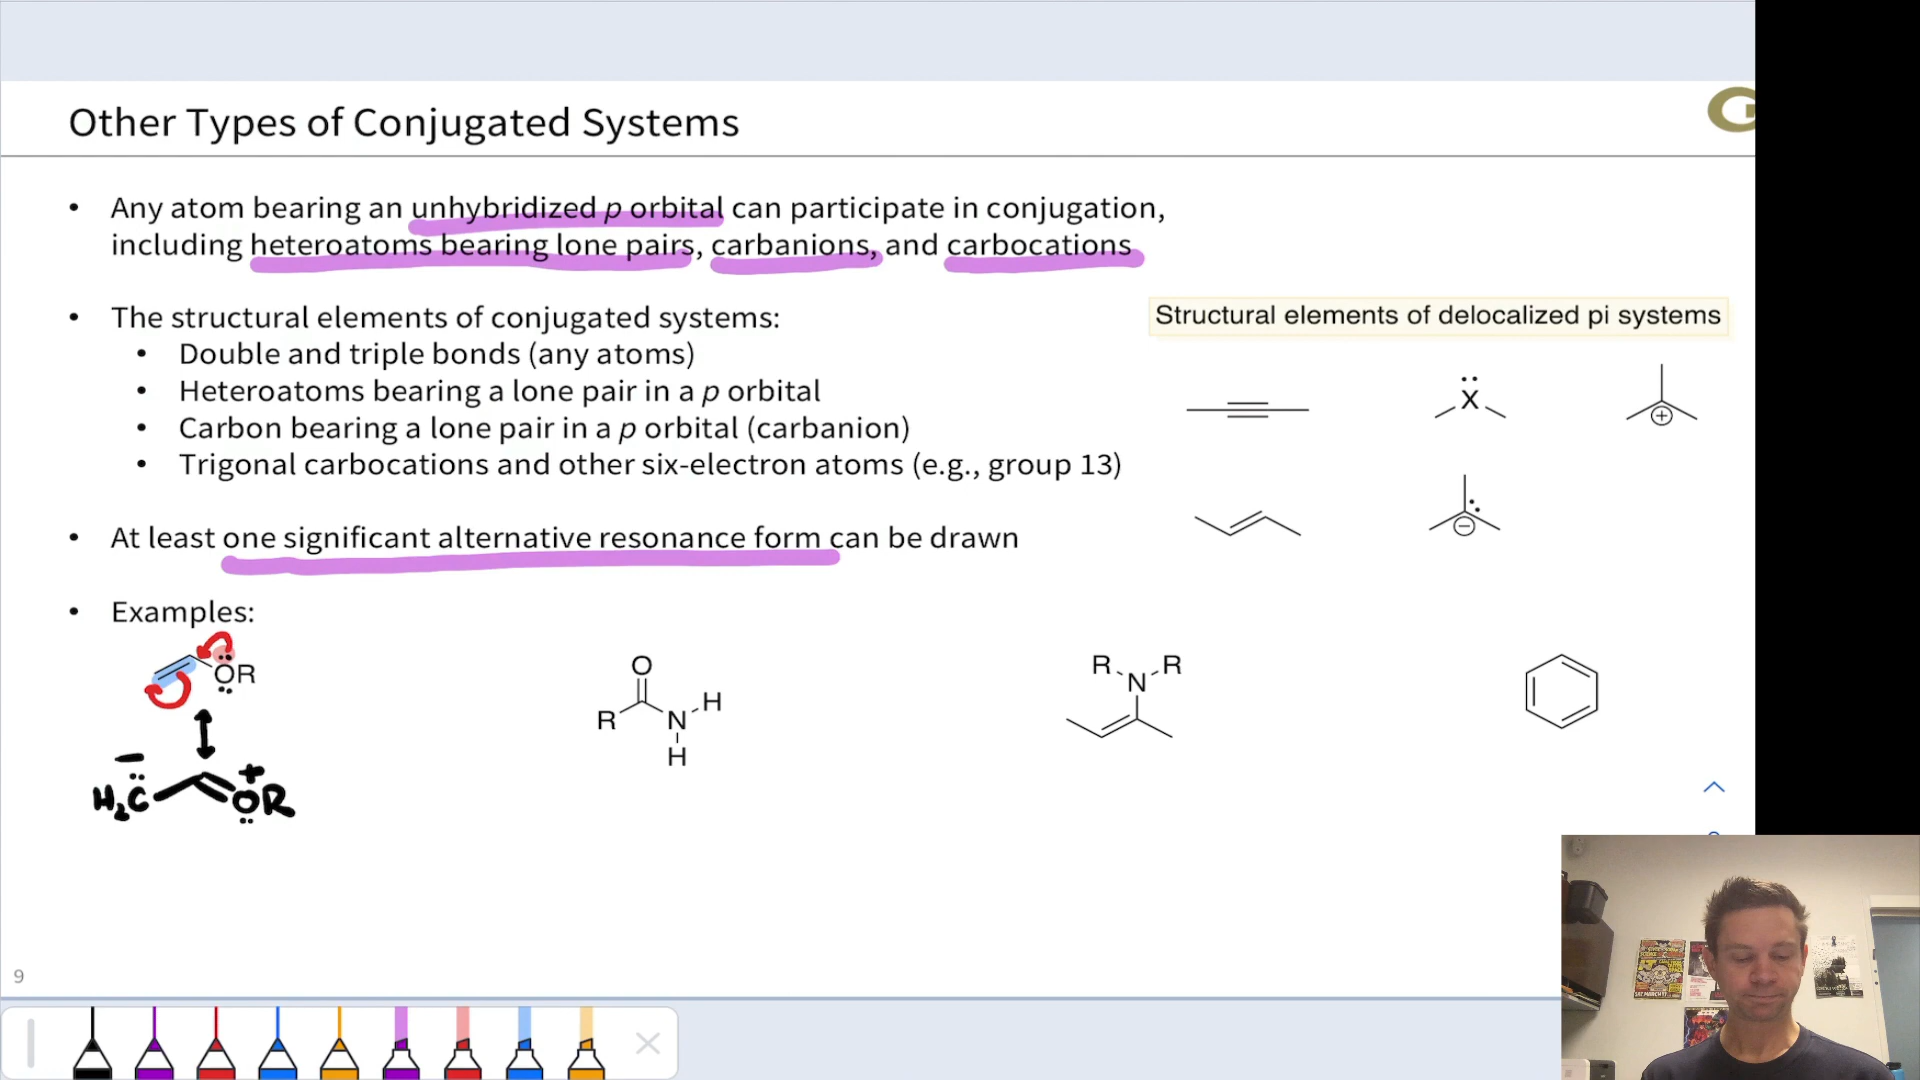 Other Types of Conjugated Systems
G
• Any atom bearing an unhybridized p orbital can participate in conjugation,
including heteroatoms bearing lone pairs, carbanions, and carbocations
• The structural elements of conjugated systems:
• Double and triple bonds (any atoms)
• Heteroatoms bearing a lone pair in a p orbital
• Carbon bearing a lone pair in a p orbital (carbanion)
• Trigonal carbocations and other six-electron atoms (e.g., group 13)
Structural elements of delocalized pi systems
X
+
−
• At least one significant alternative resonance form can be drawn
• Examples:
OR
− +
H₂C OR
O
R N H
H
R N R
9